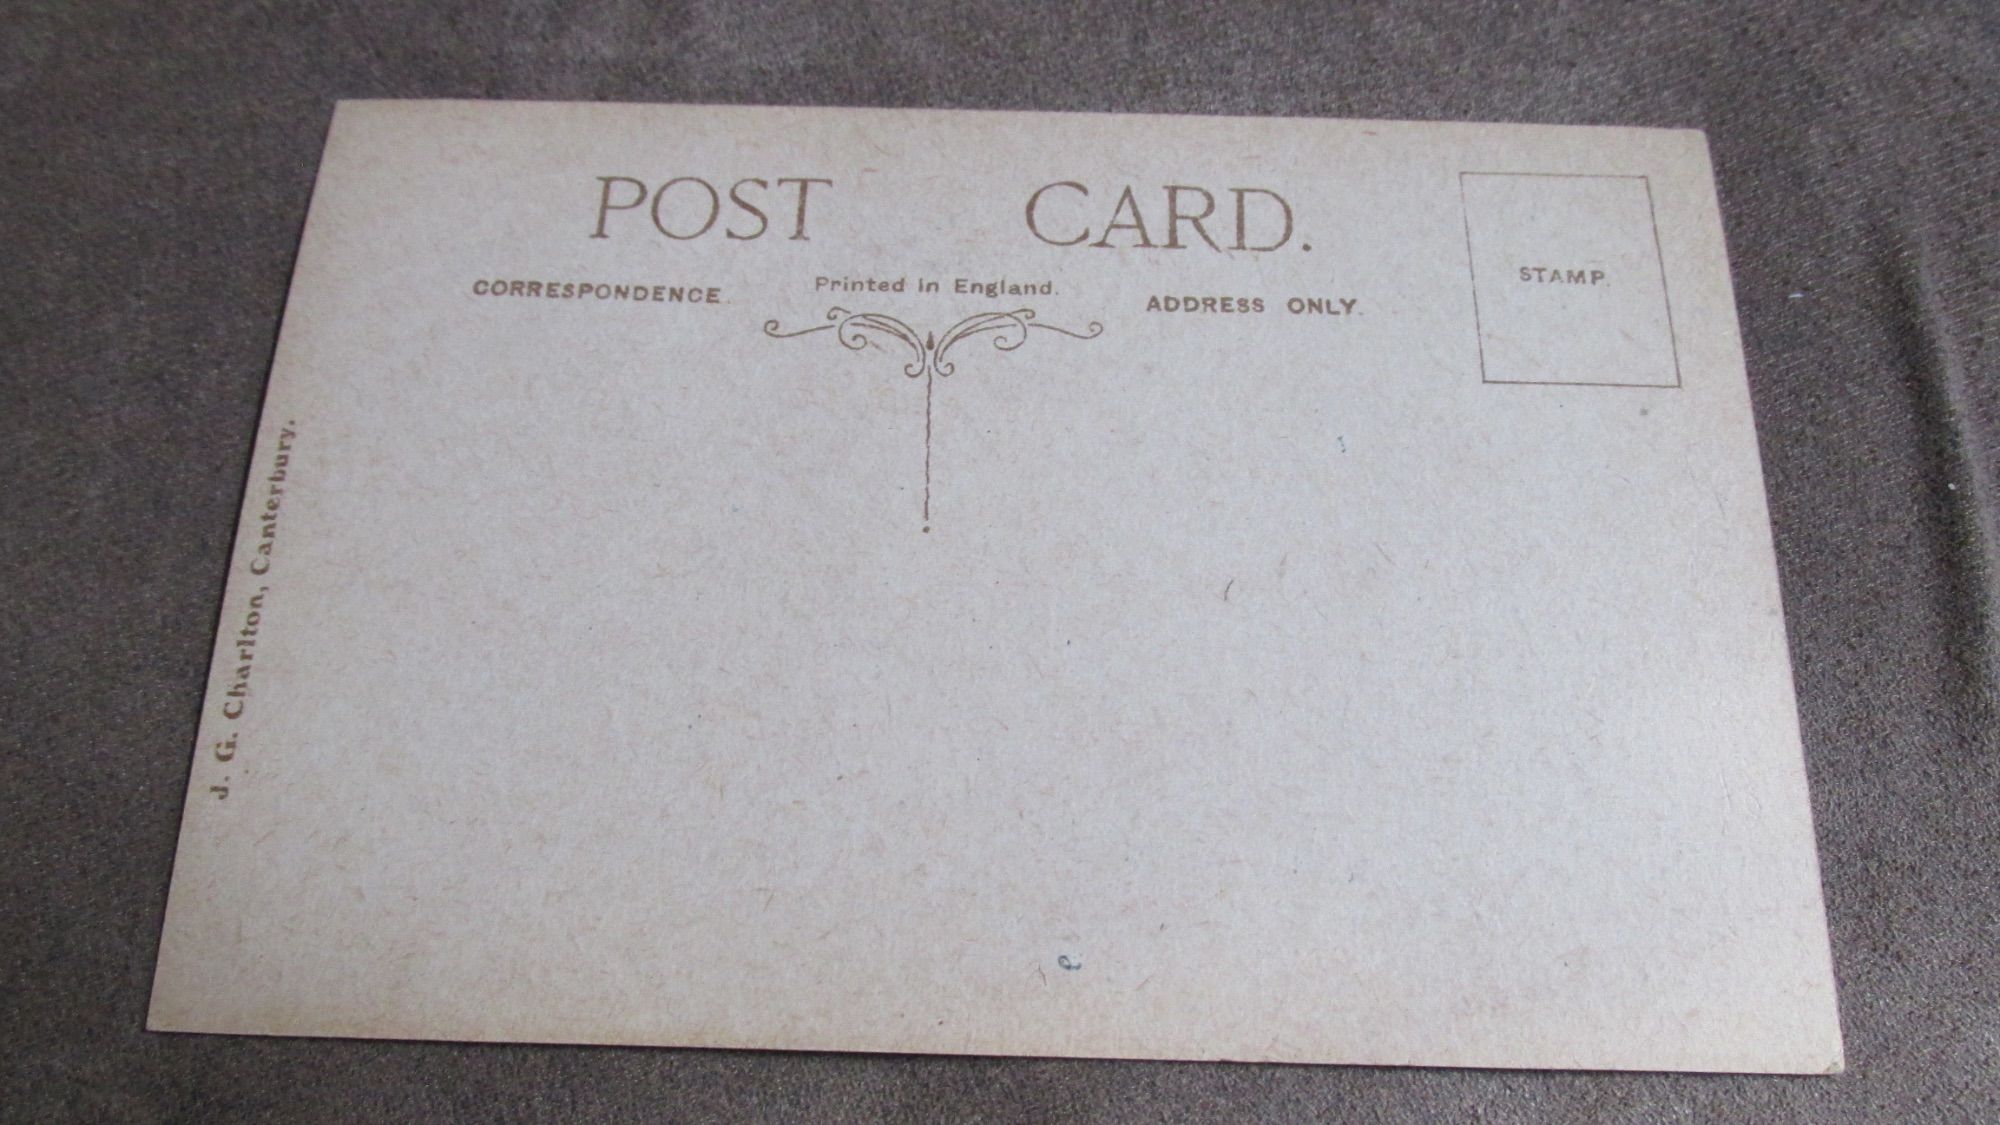 POST CARD.
CORRESPONDENCE.
Printed in England.
ADDRESS ONLY.
STAMP.
J. G. Charlton, Canterbury.